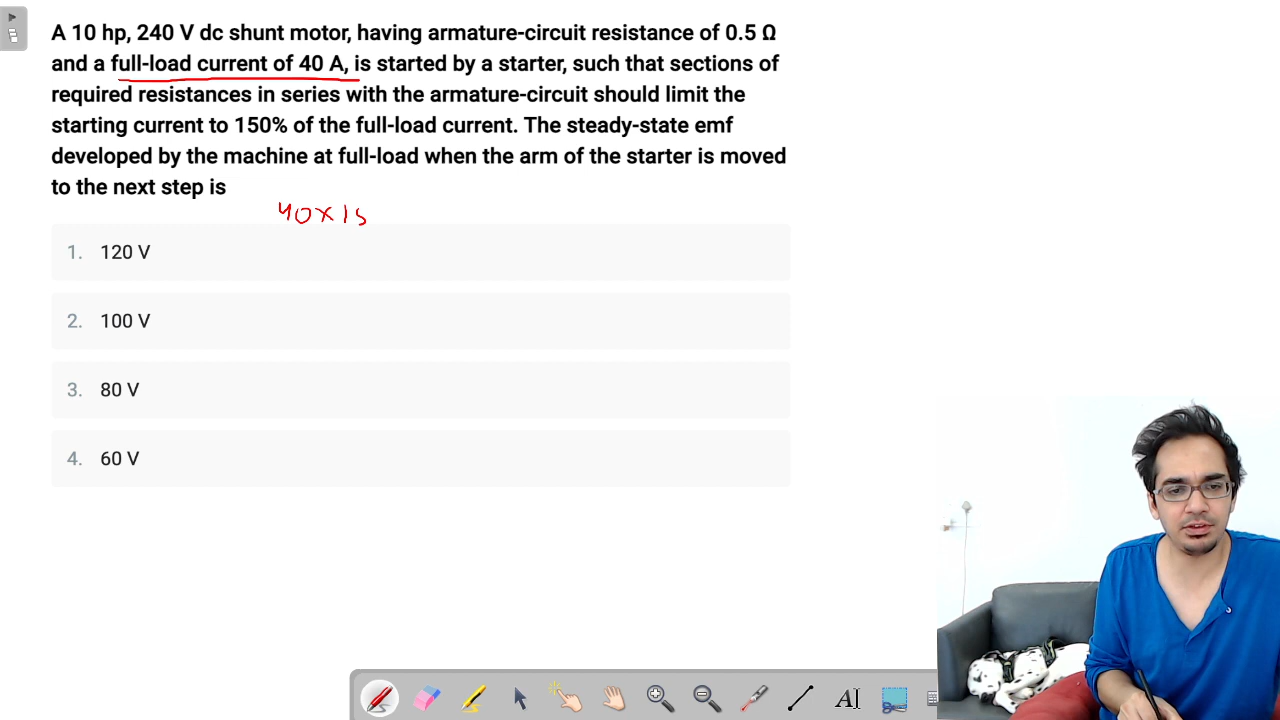 A 10 hp, 240 V dc shunt motor, having armature-circuit resistance of 0.5 Ω
and a full-load current of 40 A, is started by a starter, such that sections of
required resistances in series with the armature-circuit should limit the
starting current to 150% of the full-load current. The steady-state emf
developed by the machine at full-load when the arm of the starter is moved
to the next step is
40×15
1. 120 V
2. 100 V
3. 80 V
4. 60 V
AI